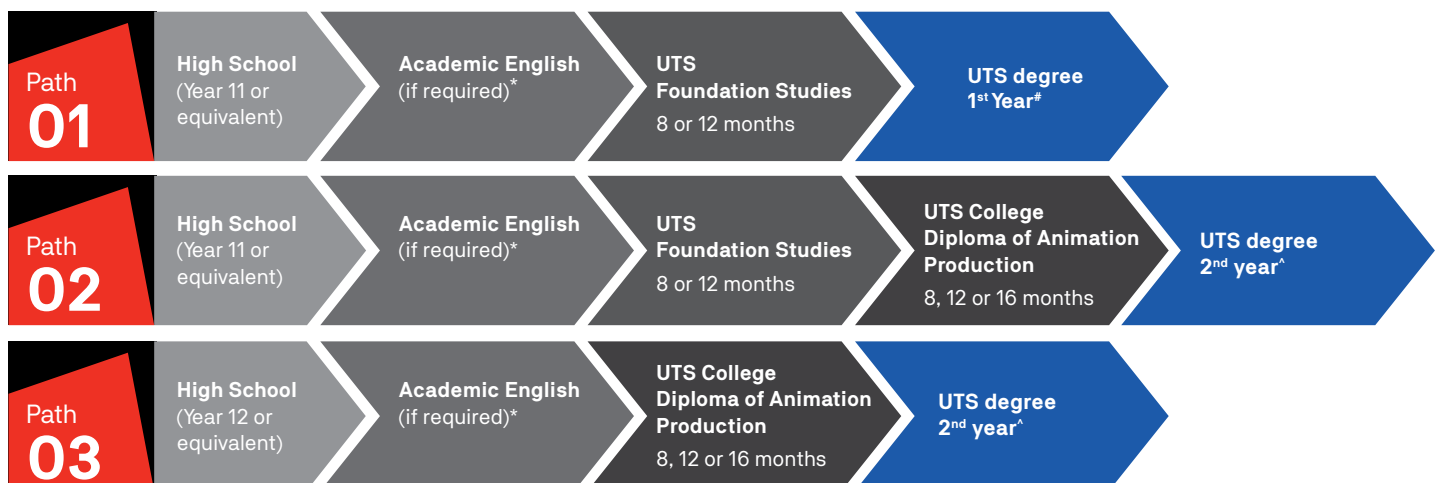 Path
01
High School
(Year 11 or
equivalent)
Academic English
(if required)*
UTS
Foundation Studies
8 or 12 months
UTS degree
1st Year#
Path
02
High School
(Year 11 or
equivalent)
Academic English
(if required)*
UTS
Foundation Studies
8 or 12 months
UTS College
Diploma of Animation
Production
8, 12 or 16 months
UTS degree
2nd year^
Path
03
High School
(Year 12 or
equivalent)
Academic English
(if required)*
UTS College
Diploma of Animation
Production
8, 12 or 16 months
UTS degree
2nd year^